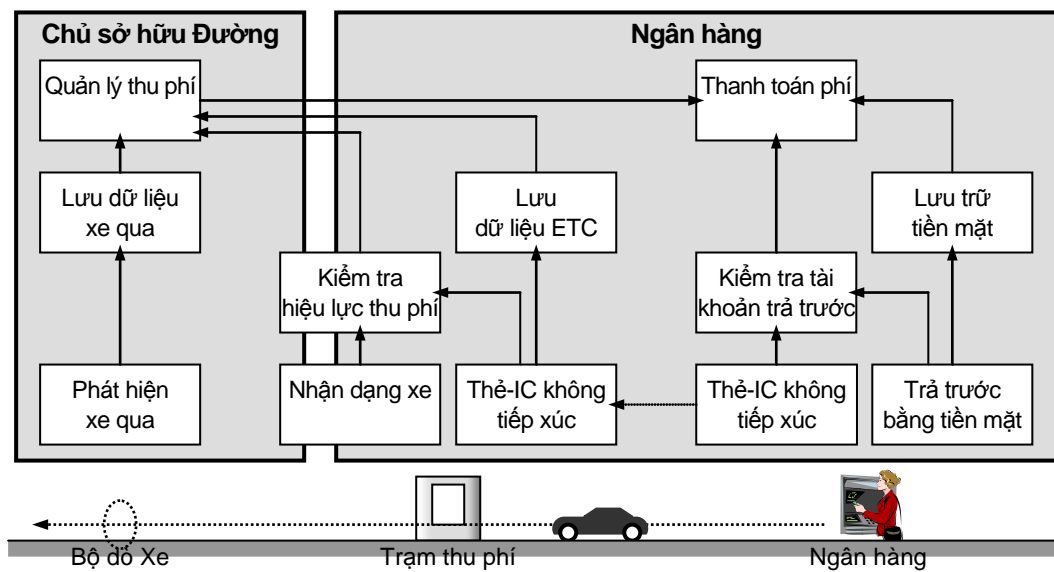 Chủ sở hữu Đường
Ngân hàng
Quản lý thu phí
Thanh toán phí
Lưu dữ liệu
xe qua
Lưu
dữ liệu ETC
Lưu trữ
tiền mặt
Kiểm tra
hiệu lực thu phí
Kiểm tra tài
khoản trả trước
Phát hiện
xe qua
Nhận dạng xe
Thẻ-IC không
tiếp xúc
Thẻ-IC không
tiếp xúc
Trả trước
bằng tiền mặt
Bộ dò Xe
Trạm thu phí
Ngân hàng